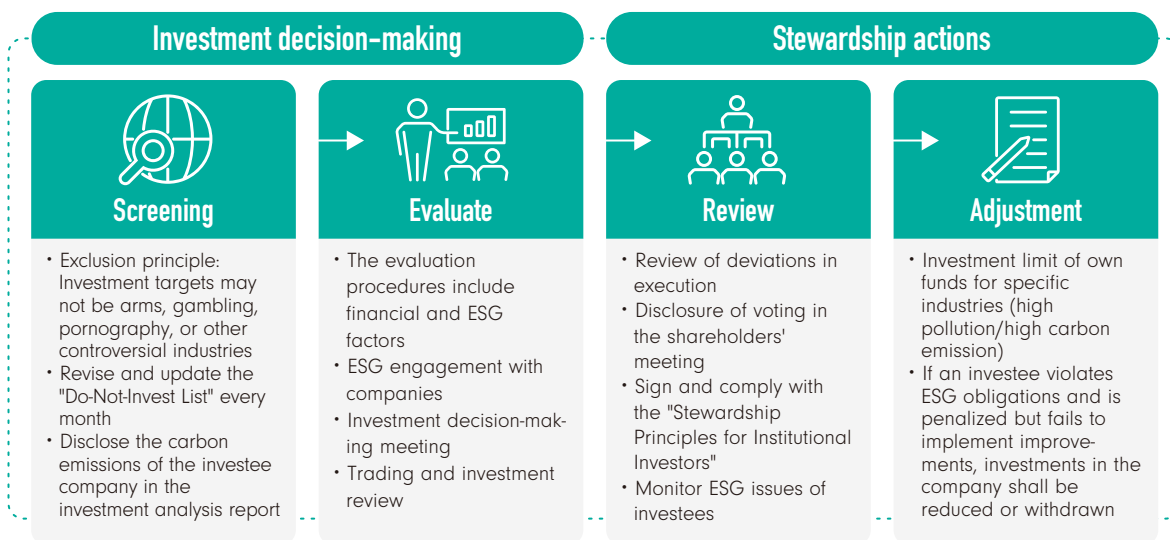 Investment decision-making
Stewardship actions
Screening
• Exclusion principle:
Investment targets may
not be arms, gambling,
pornography, or other
controversial industries
• Revise and update the
"Do-Not-Invest List" every
month
• Disclose the carbon
emissions of the investee
company in the
investment analysis report
Evaluate
• The evaluation
procedures include
financial and ESG
factors
• ESG engagement with
companies
• Investment decision-mak-
ing meeting
• Trading and investment
review
Review
• Review of deviations in
execution
• Disclosure of voting in
the shareholders'
meeting
• Sign and comply with
the "Stewardship
Principles for Institutional
Investors"
• Monitor ESG issues of
investees
Adjustment
• Investment limit of own
funds for specific
industries (high
pollution/high carbon
emission)
• If an investee violates
ESG obligations and is
penalized but fails to
implement improve-
ments, investments in the
company shall be
reduced or withdrawn